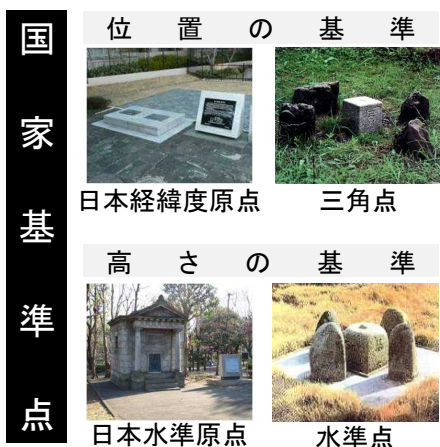 国家基準点
位置の基準
日本経緯度原点
三角点
高さの基準
日本水準原点
水準点